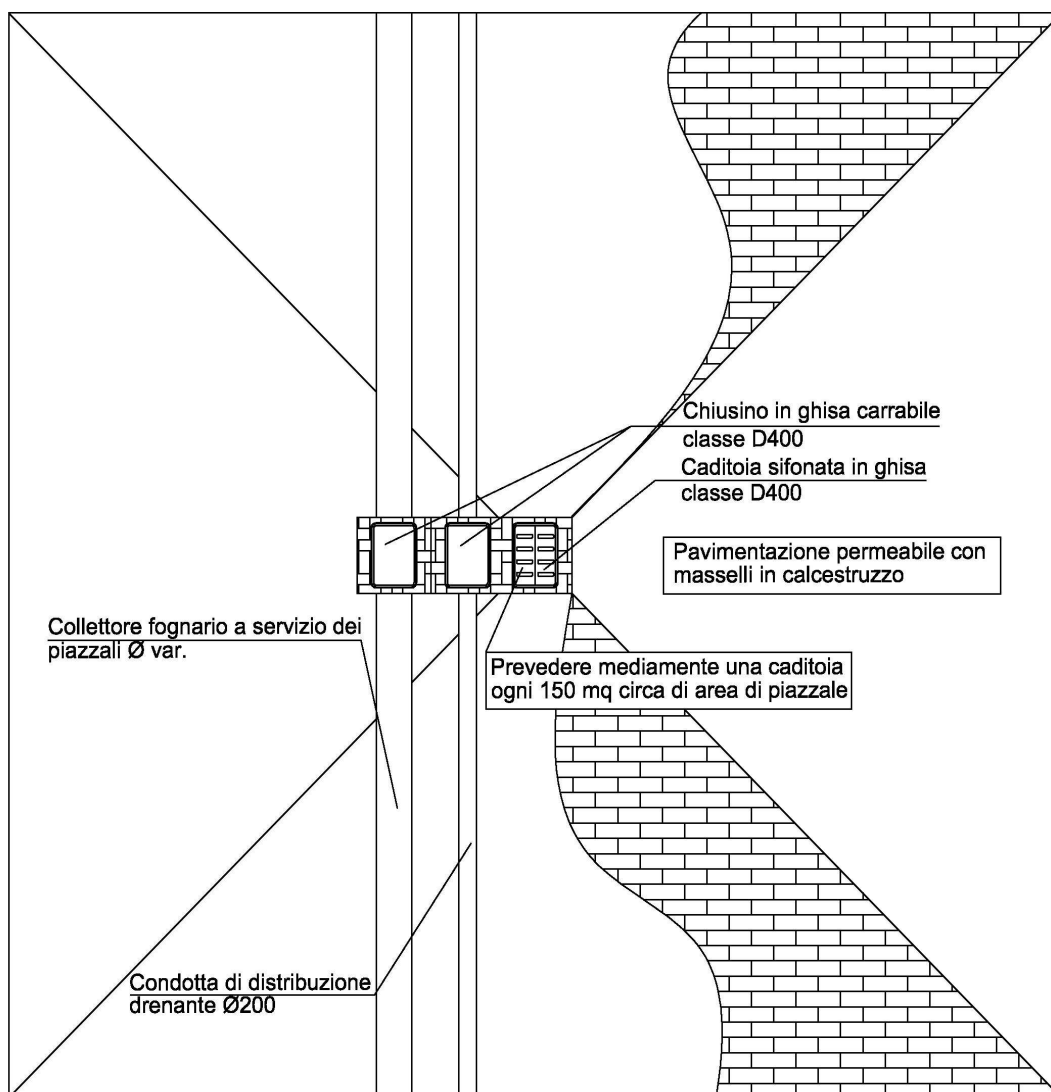 Chiusino in ghisa carrabile
classe D400
Caditoia sifonata in ghisa
classe D400
Pavimentazione permeabile con
masselli in calcestruzzo
Collettore fognario a servizio dei
piazzali Ø var.
Prevedere mediamente una caditoia
ogni 150 mq circa di area di piazzale
Condotta di distribuzione
drenante Ø200